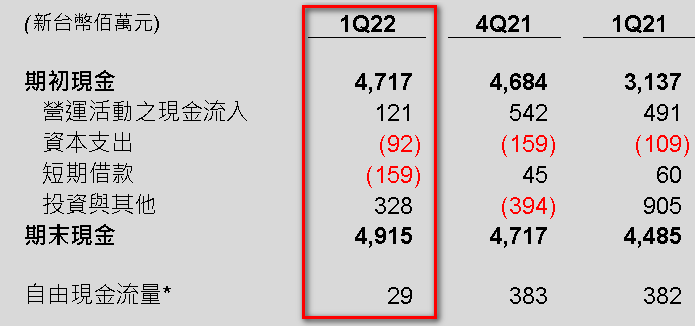 (新台幣佰萬元) 1Q22 4Q21 1Q21
期初現金 4,717 4,684 3,137
營運活動之現金流入 121 542 491
資本支出 (92) (159) (109)
短期借款 (159) 45 60
投資與其他 328 (394) 905
期末現金 4,915 4,717 4,485
自由現金流量* 29 383 382